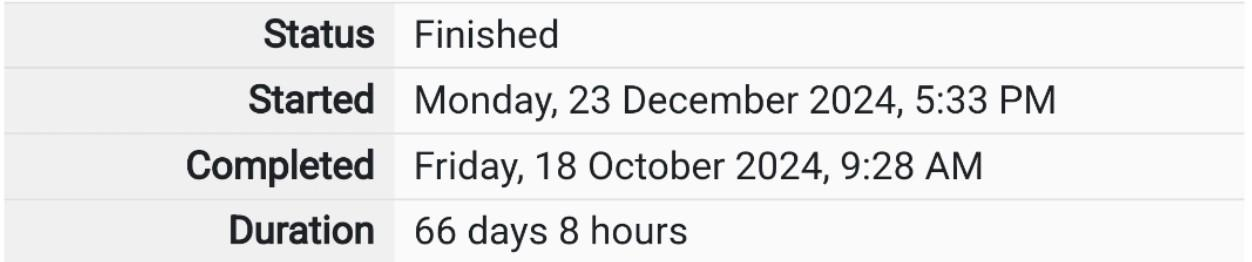 Status Finished
Started Monday, 23 December 2024, 5:33 PM
Completed Friday, 18 October 2024, 9:28 AM
Duration 66 days 8 hours